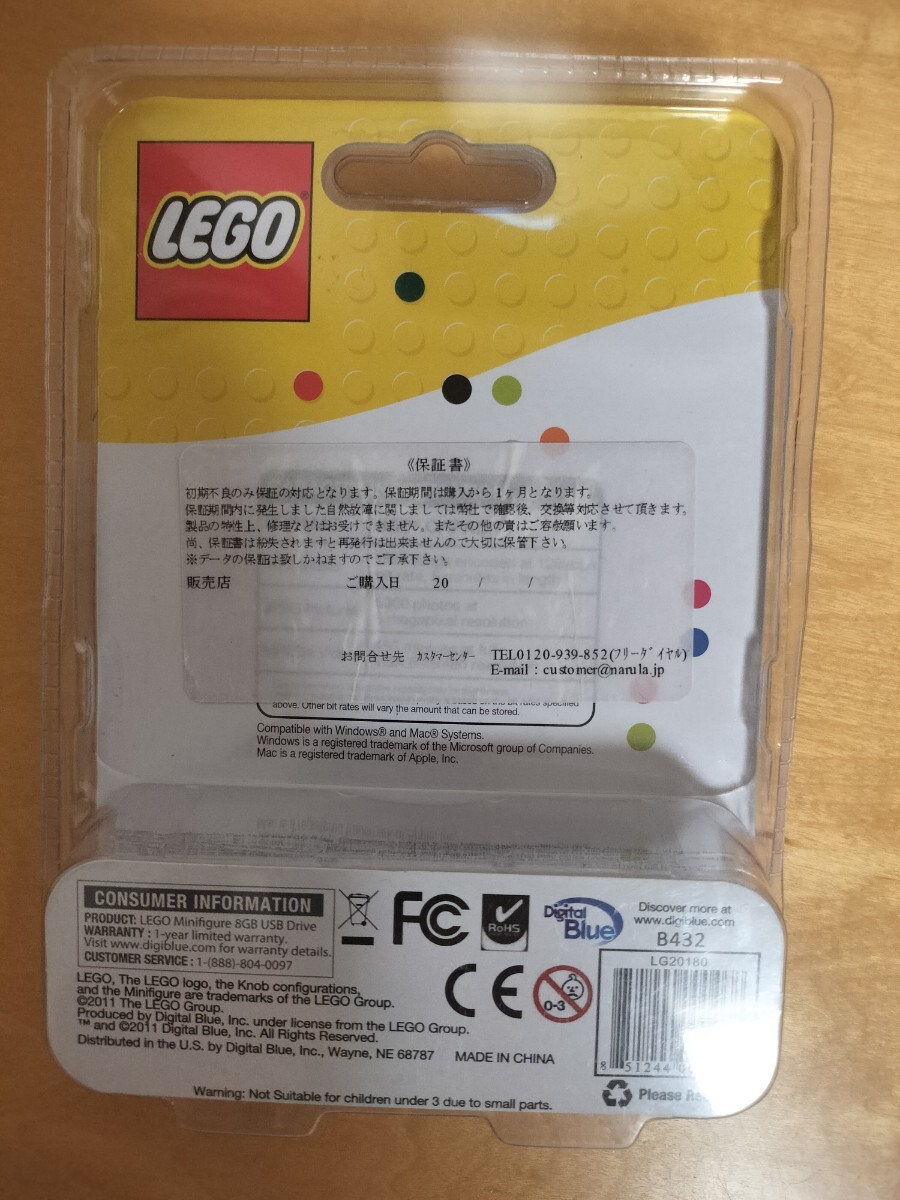 LEGO
《保証書》
初期不良のみ保証の対応となります。保証期間は購入から1ヶ月となります。
保証期間内に発生しました自然故障に関しましては弊社で確認後、交換等対応させて頂きます。
製品の特性上、修理などはお受けできません。またその他の責はご容赦願います。
尚、保証書は紛失されますと再発行は出来ませんので大切に保管下さい。
※データの保証は致しかねますのでご了承下さい。
販売店 ご購入日 20 / /
お問合せ先 カスタマーセンター TEL0120-939-852(フリーダイヤル)
E-mail : customer@narula.jp
above. Other bit rates will vary the amount that can be stored.
Compatible with Windows® and Mac® Systems.
Windows is a registered trademark of the Microsoft group of Companies.
Mac is a registered trademark of Apple, Inc.
CONSUMER INFORMATION
PRODUCT: LEGO Minifigure 8GB USB Drive
WARRANTY : 1-year limited warranty.
Visit www.digiblue.com for warranty details.
CUSTOMER SERVICE : 1-(888)-804-0097
FC
RoHS
Digital Blue
Discover more at
www.digiblue.com
B432
LG20180
CE
0-3
LEGO, The LEGO logo, the Knob configurations,
and the Minifigure are trademarks of the LEGO Group.
©2011 The LEGO Group.
Produced by Digital Blue, Inc. under license from the LEGO Group.
™ and ©2011 Digital Blue, Inc. All Rights Reserved.
Distributed in the U.S. by Digital Blue, Inc., Wayne, NE 68787 MADE IN CHINA
8 51244 0
Please
Warning: Not Suitable for children under 3 due to small parts.